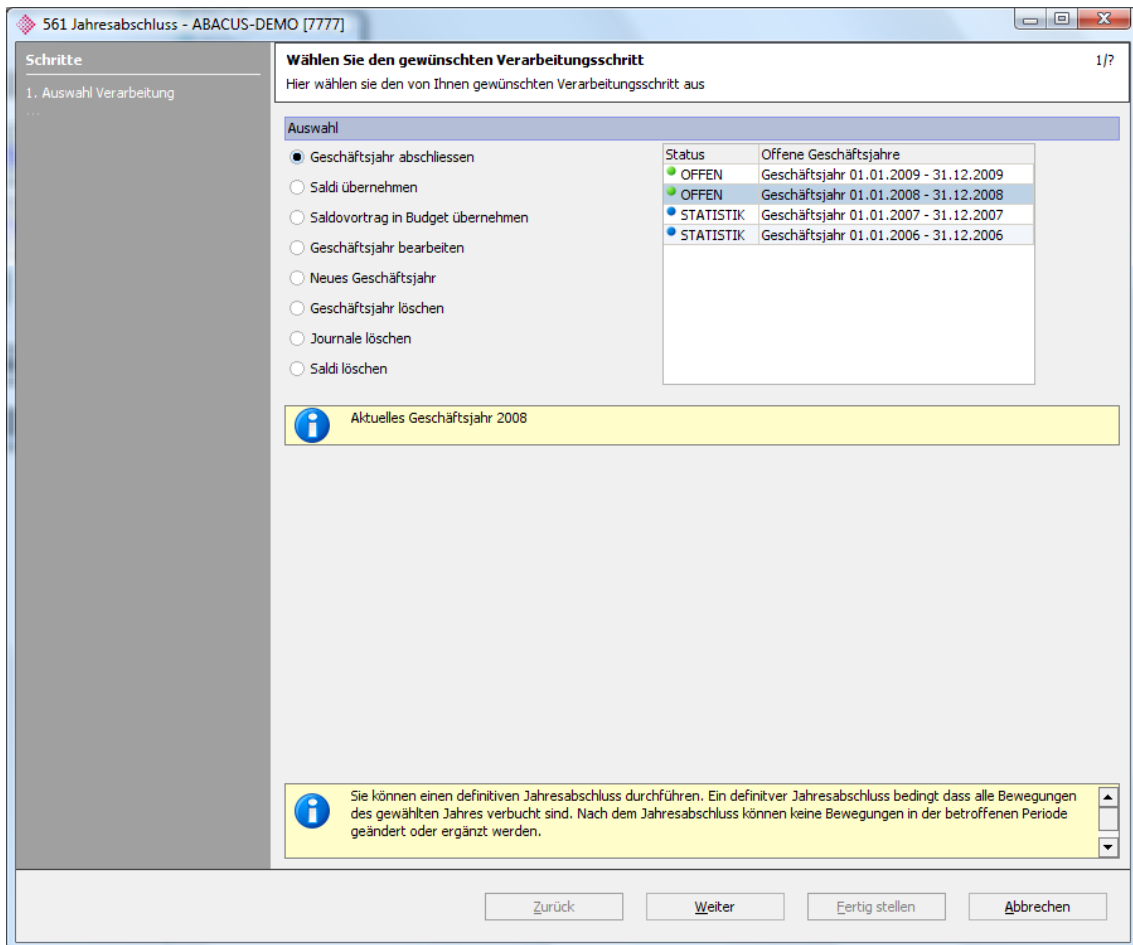 561 Jahresabschluss - ABACUS-DEMO [7777]
Schritte
1. Auswahl Verarbeitung
...
Wählen Sie den gewünschten Verarbeitungsschritt
1/?
Hier wählen sie den von Ihnen gewünschten Verarbeitungsschritt aus
Auswahl
Geschäftsjahr abschliessen
Saldi übernehmen
Saldovortrag in Budget übernehmen
Geschäftsjahr bearbeiten
Neues Geschäftsjahr
Geschäftsjahr löschen
Journale löschen
Saldi löschen
Status Offene Geschäftsjahre
OFFEN Geschäftsjahr 01.01.2009 - 31.12.2009
OFFEN Geschäftsjahr 01.01.2008 - 31.12.2008
STATISTIK Geschäftsjahr 01.01.2007 - 31.12.2007
STATISTIK Geschäftsjahr 01.01.2006 - 31.12.2006
Aktuelles Geschäftsjahr 2008
Sie können einen definitiven Jahresabschluss durchführen. Ein definitver Jahresabschluss bedingt dass alle Bewegungen
des gewählten Jahres verbucht sind. Nach dem Jahresabschluss können keine Bewegungen in der betroffenen Periode
geändert oder ergänzt werden.
Zurück Weiter Fertig stellen Abbrechen